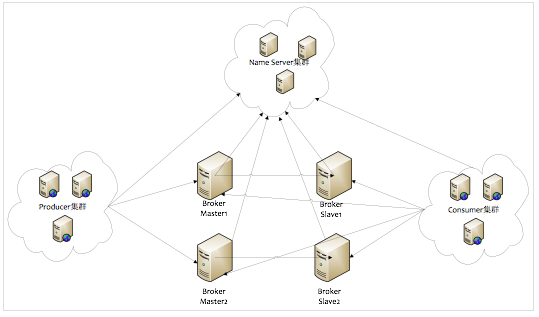 Name Server集群
Producer集群
Broker
Master1
Broker
Slave1
Consumer集群
Broker
Master2
Broker
Slave2